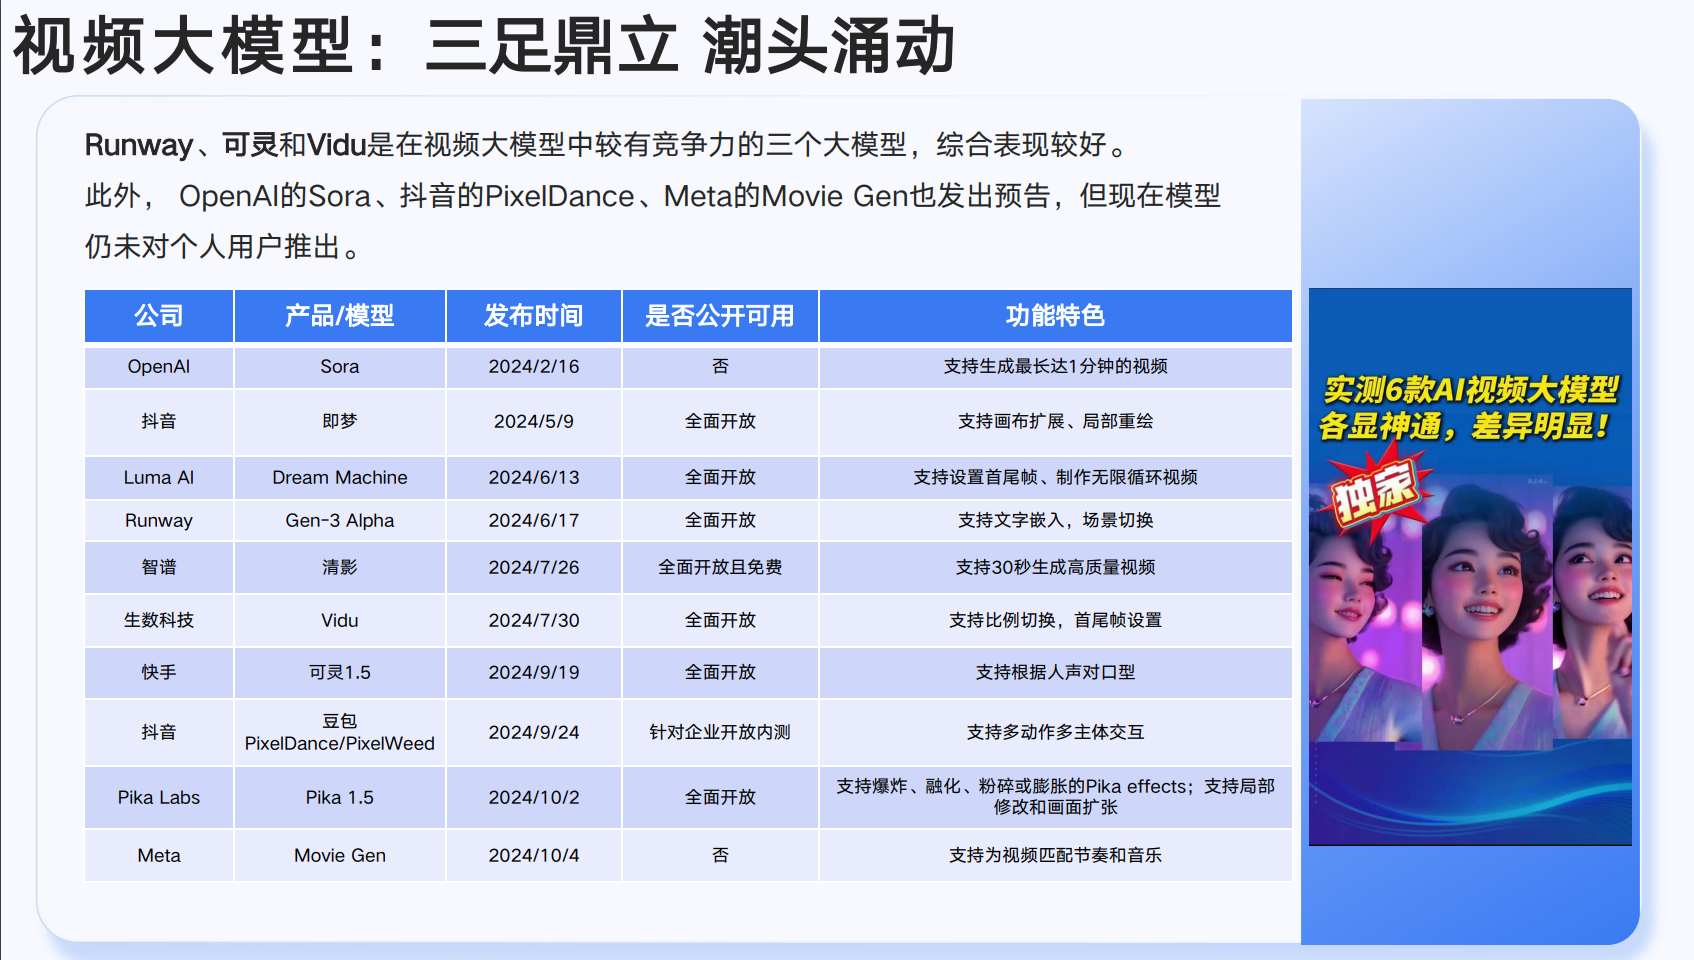 视频大模型：三足鼎立 潮头涌动
Runway、可灵和Vidu是在视频大模型中较有竞争力的三个大模型，综合表现较好。
此外， OpenAI的Sora、抖音的PixelDance、Meta的Movie Gen也发出预告，但现在模型
仍未对个人用户推出。
公司 产品/模型 发布时间 是否公开可用 功能特色
OpenAI Sora 2024/2/16 否 支持生成最长达1分钟的视频
抖音 即梦 2024/5/9 全面开放 支持画布扩展、局部重绘
Luma AI Dream Machine 2024/6/13 全面开放 支持设置首尾帧、制作无限循环视频
Runway Gen-3 Alpha 2024/6/17 全面开放 支持文字嵌入，场景切换
智谱 清影 2024/7/26 全面开放且免费 支持30秒生成高质量视频
生数科技 Vidu 2024/7/30 全面开放 支持比例切换，首尾帧设置
快手 可灵1.5 2024/9/19 全面开放 支持根据人声对口型
抖音 豆包
PixelDance/PixelWeed 2024/9/24 针对企业开放内测 支持多动作多主体交互
Pika Labs Pika 1.5 2024/10/2 全面开放 支持爆炸、融化、粉碎或膨胀的Pika effects；支持局部
修改和画面扩张
Meta Movie Gen 2024/10/4 否 支持为视频匹配节奏和音乐
实测6款AI视频大模型
各显神通，差异明显！
独家